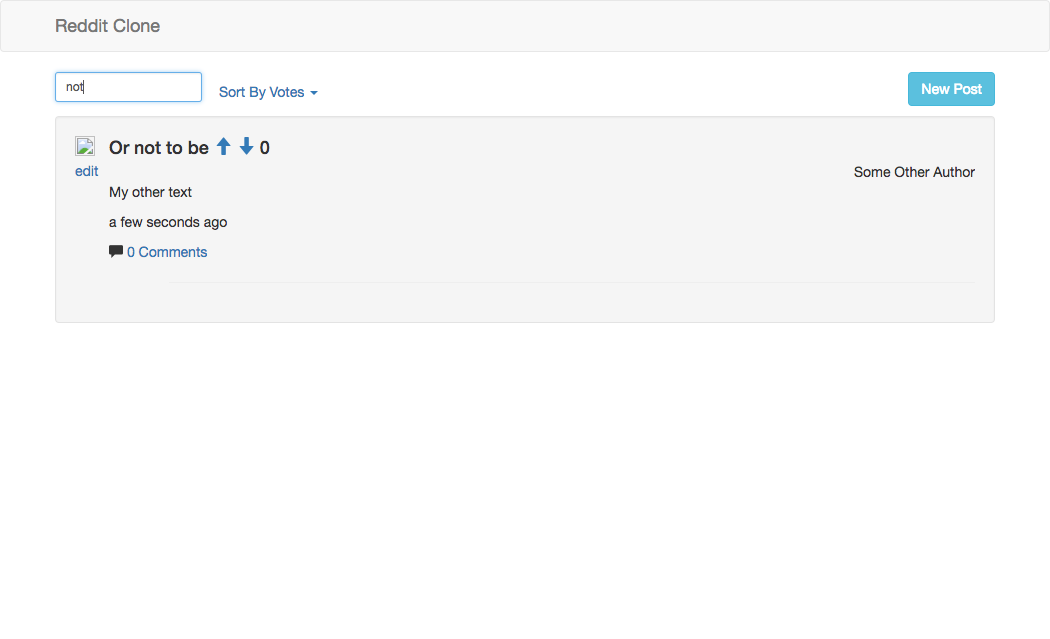 Reddit Clone
not
Sort By Votes
New Post
Or not to be 0
edit
Some Other Author
My other text
a few seconds ago
0 Comments